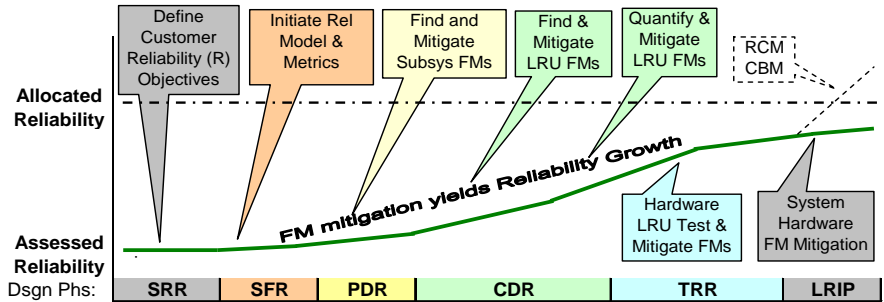 Define
Customer
Reliability (R)
Objectives
Initiate Rel
Model &
Metrics
Find and
Mitigate
Subsys FMs
Find &
Mitigate
LRU FMs
Quantify &
Mitigate
LRU FMs
RCM
CBM
Allocated
Reliability
FM mitigation yields Reliability Growth
Hardware
LRU Test &
Mitigate FMs
System
Hardware
FM Mitigation
Assessed
Reliability
Dsgn Phs: SRR SFR PDR CDR TRR LRIP